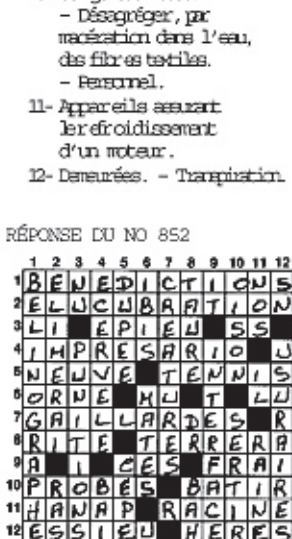 – Désagréger, par
macération dans l'eau,
des fibres textiles.
– Personnel.
11- Appareils assurant
le refroidissement
d'un moteur.
12- Demeurées. – Transpiration.
RÉPONSE DU NO 852
1 2 3 4 5 6 7 8 9 10 11 12
1 B E N E D I C T I O N S
2 E L U C U B R A T I O N
3 L I E P I E U S S
4 I M P R E S A R I O U
5 N E U V E T E N N I S
6 O R N E M U T L U
7 G A I L L A R D E S R
8 R I T E T E R R E R A
9 A I C E S F R A I
10 P R O B E S B A T I R
11 H A N A P R A C I N E
12 E S S I E U H E R E S